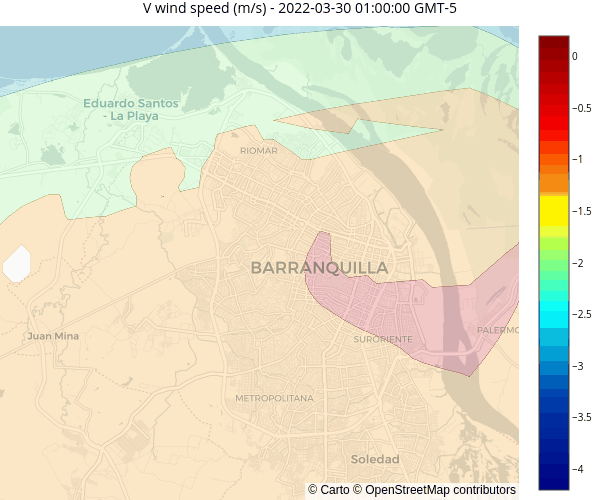 V wind speed (m/s) - 2022-03-30 01:00:00 GMT-5
Eduardo Santos
- La Playa
RIOMAR
BARRANQUILLA
Juan Mina
SURORIENTE
PALERMO
METROPOLITANA
Soledad
© Carto © OpenStreetMap contributors
0
−0.5
−1
−1.5
−2
−2.5
−3
−3.5
−4